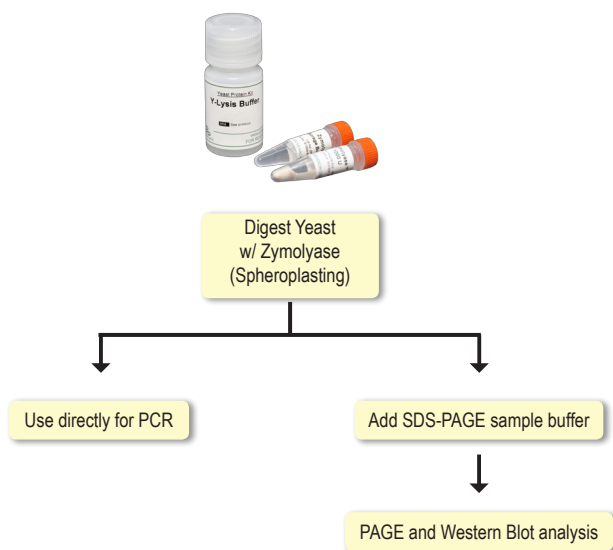 Yeast Protein Kit
Y-Lysis Buffer
Digest Yeast
w/ Zymolyase
(Spheroplasting)
Use directly for PCR
Add SDS-PAGE sample buffer
PAGE and Western Blot analysis